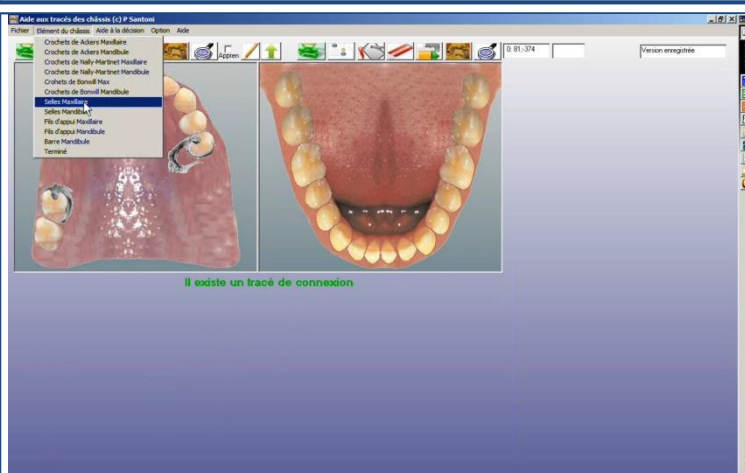 Aide aux tracés des châssis (c) P Santoni
Fichier Elément du châssis Aide à la décision Option Aide
Crochets de Ackers Maxillaire
Crochets de Ackers Mandibule
Crochets de Nally-Martinet Maxillaire
Crochets de Nally-Martinet Mandibule
Crohets de Bonwill Max
Crochets de Bonwill Mandibule
Selles Maxillaire
Selles Mandibule
Fils d'appui Maxillaire
Fils d'appui Mandibule
Barre Mandibule
Terminé
Appren
0: 81;-374
Version enregistrée
Il existe un tracé de connexion